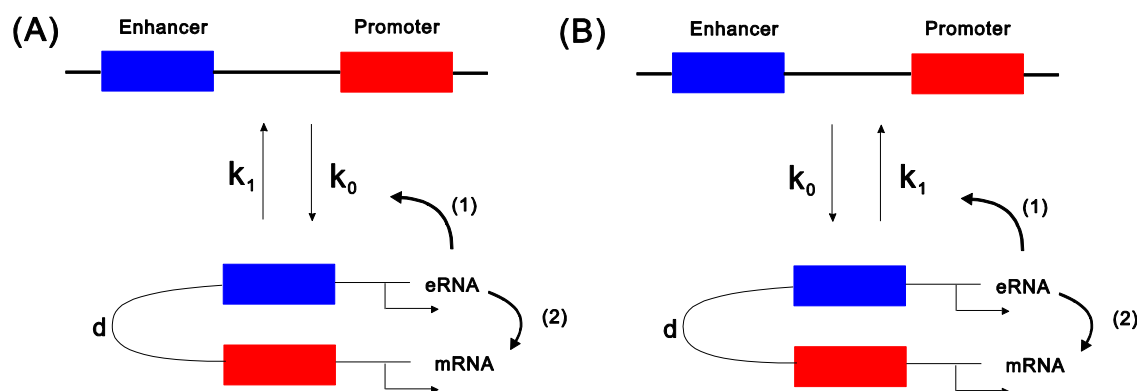 (A)
Enhancer
Promoter
k₁
k₀
(1)
eRNA
(2)
d
mRNA
(B)
Enhancer
Promoter
k₀
k₁
(1)
eRNA
(2)
d
mRNA